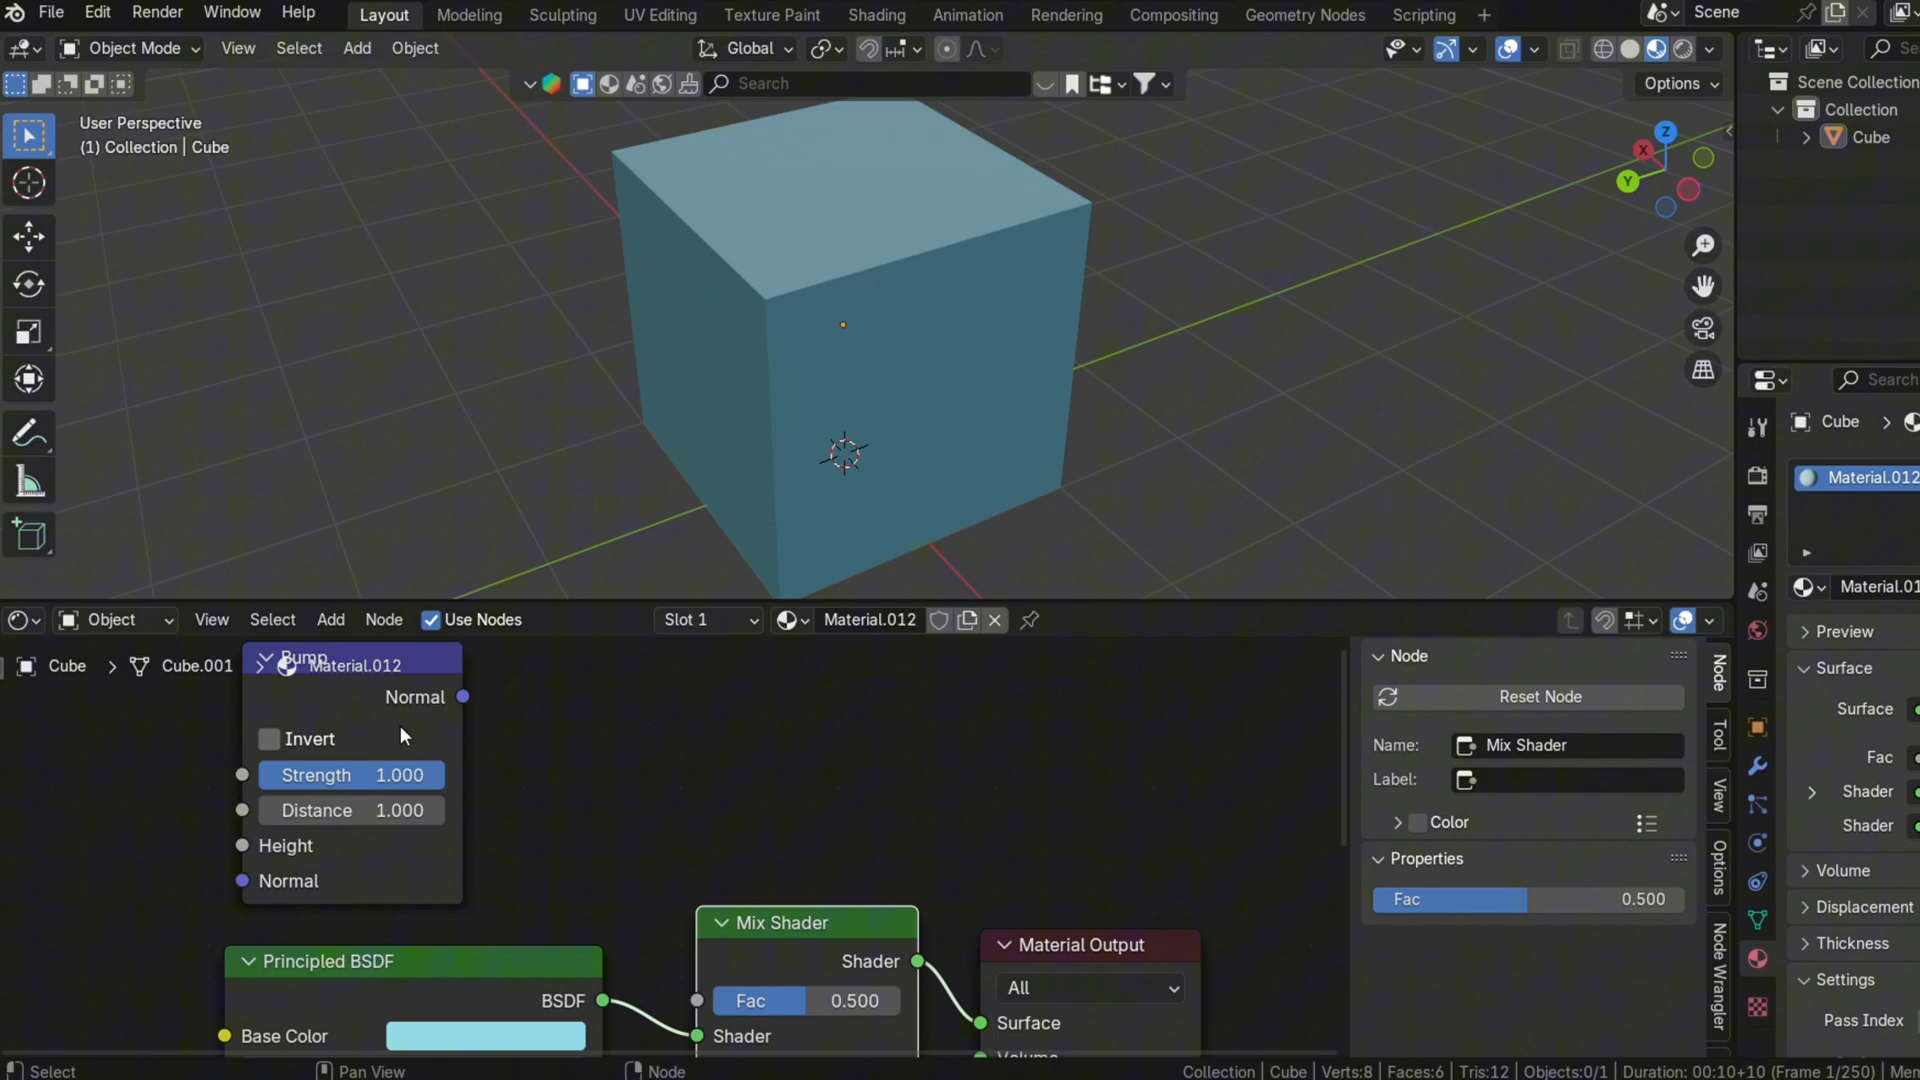 File Edit Render Window Help Layout Modeling Sculpting UV Editing Texture Paint Shading Animation Rendering Compositing Geometry Nodes Scripting + Scene
Object Mode View Select Add Object Global
Search Options
Scene Collection
Collection
Cube
User Perspective
(1) Collection | Cube
Z
X
Y
Search
Cube
Material.012
Object View Select Add Node Use Nodes Slot 1 Material.012
Cube > Cube.001 > Material.012
Bump
Normal
Invert
Strength 1.000
Distance 1.000
Height
Normal
Principled BSDF
BSDF
Base Color
Mix Shader
Shader
Fac 0.500
Shader
Material Output
All
Surface
Volume
Node
Reset Node
Name: Mix Shader
Label:
Color
Properties
Fac 0.500
Node
Tool
View
Options
Node Wrangler
Material.01
Preview
Surface
Surface
Fac
Shader
Shader
Volume
Displacement
Thickness
Settings
Pass Index
Select Pan View Node Collection | Cube | Verts:8 | Faces:6 | Tris:12 | Objects:0/1 | Duration: 00:10+10 (Frame 1/250) | Mem